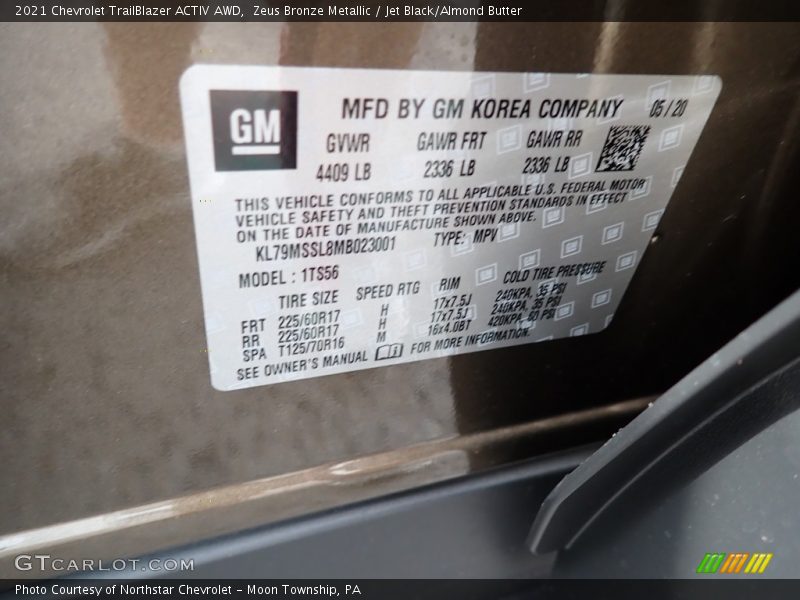 2021 Chevrolet TrailBlazer ACTIV AWD,  Zeus Bronze Metallic / Jet Black/Almond Butter
GM
MFD BY GM KOREA COMPANY 05/20
GVWR GAWR FRT GAWR RR
4409 LB 2336 LB 2336 LB
THIS VEHICLE CONFORMS TO ALL APPLICABLE U.S. FEDERAL MOTOR
VEHICLE SAFETY AND THEFT PREVENTION STANDARDS IN EFFECT
ON THE DATE OF MANUFACTURE SHOWN ABOVE.
KL79MSSL8MB023001 TYPE: MPV
MODEL : 1TS56
TIRE SIZE SPEED RTG RIM COLD TIRE PRESSURE
FRT 225/60R17 H 17x7.5J 240KPA, 35 PSI
RR 225/60R17 H 17x7.5J 240KPA, 35 PSI
SPA T125/70R16 M 16x4.0BT 420KPA, 60 PSI
SEE OWNER'S MANUAL FOR MORE INFORMATION.
GTCARLOT.COM
Photo Courtesy of Northstar Chevrolet - Moon Township, PA